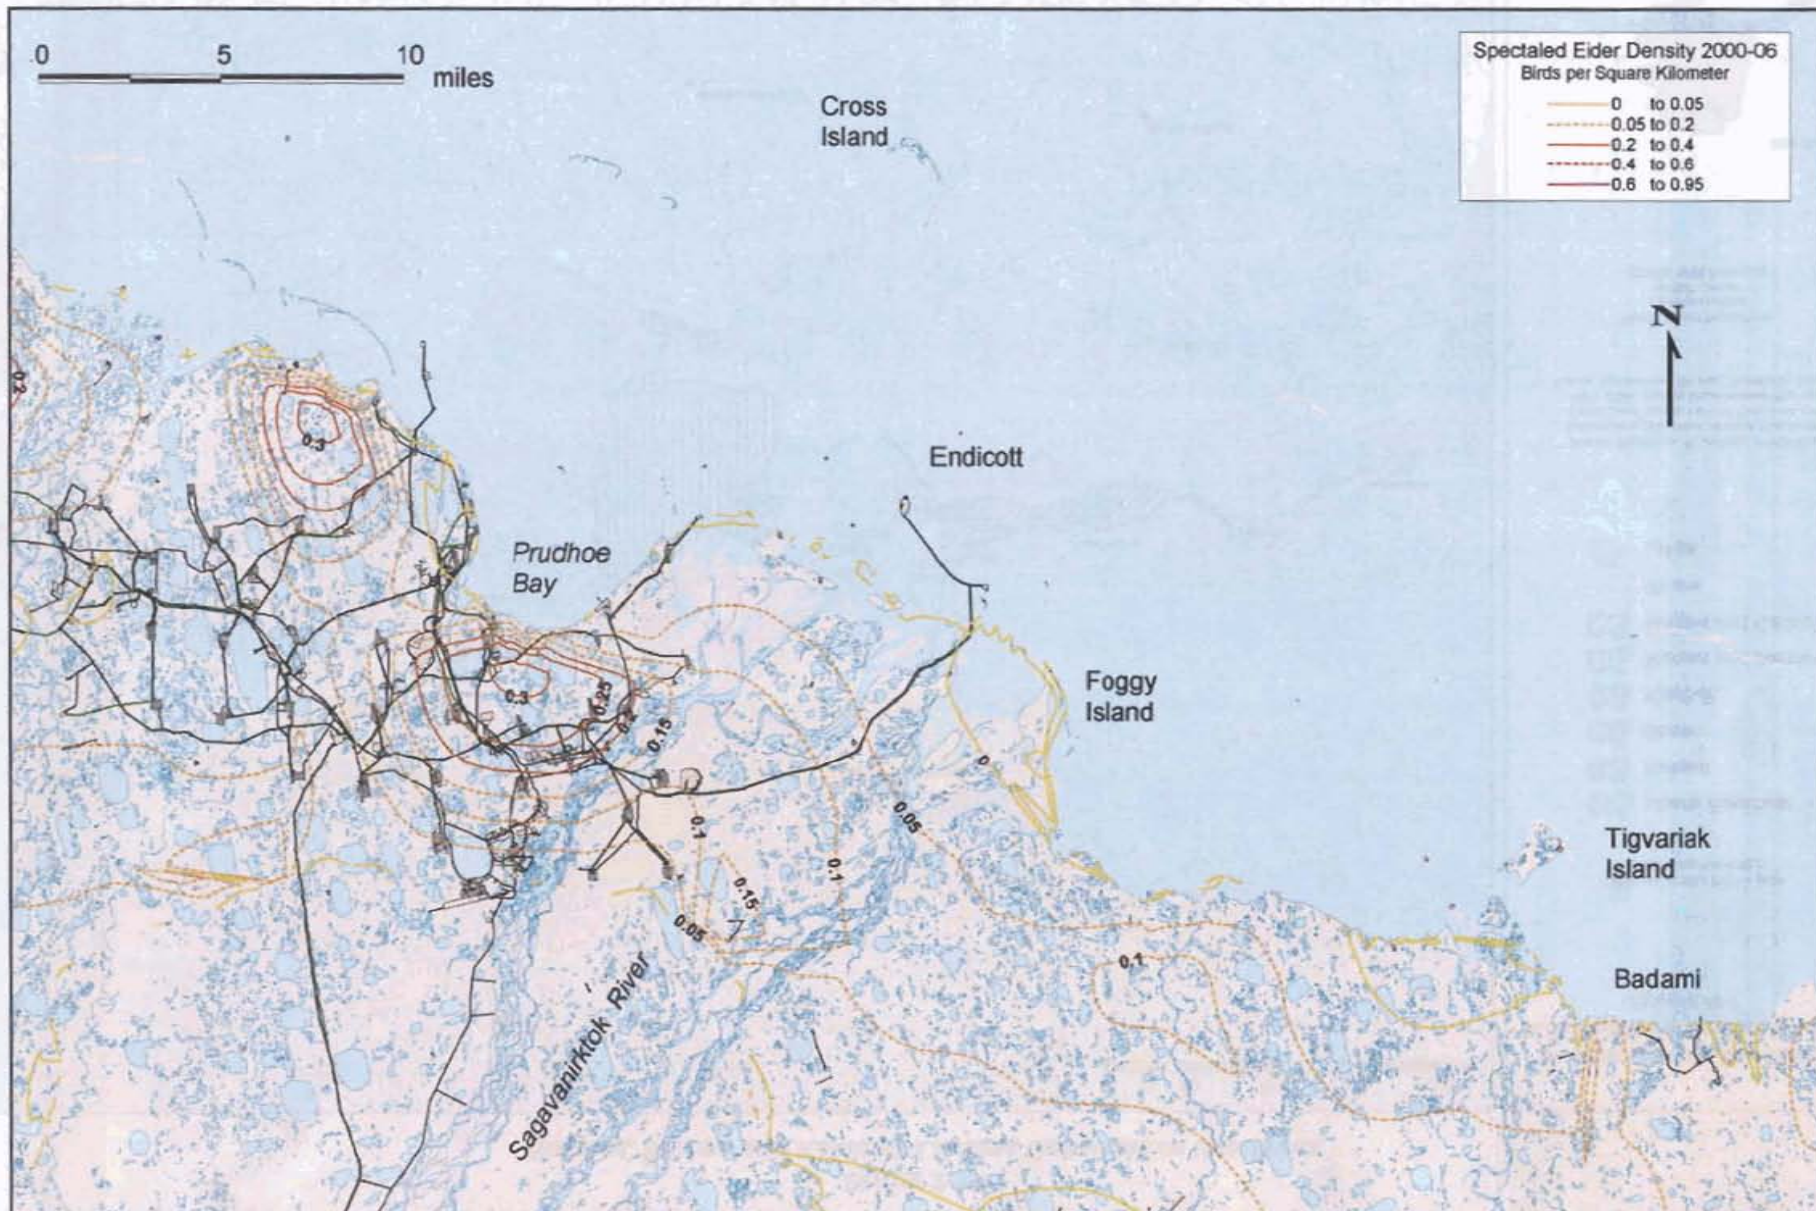 0 5 10
miles
Spectaled Eider Density 2000-06
Birds per Square Kilometer
0 to 0.05
0.05 to 0.2
0.2 to 0.4
0.4 to 0.6
0.6 to 0.95
Cross
Island
N
0.2
0.3
Endicott
Prudhoe
Bay
Foggy
Island
0.3
0.25
0.2
0.15
0
0.05
0.1
0.1
0.15
0.05
Tigvariak
Island
0.1
Badami
Sagavanirktok River